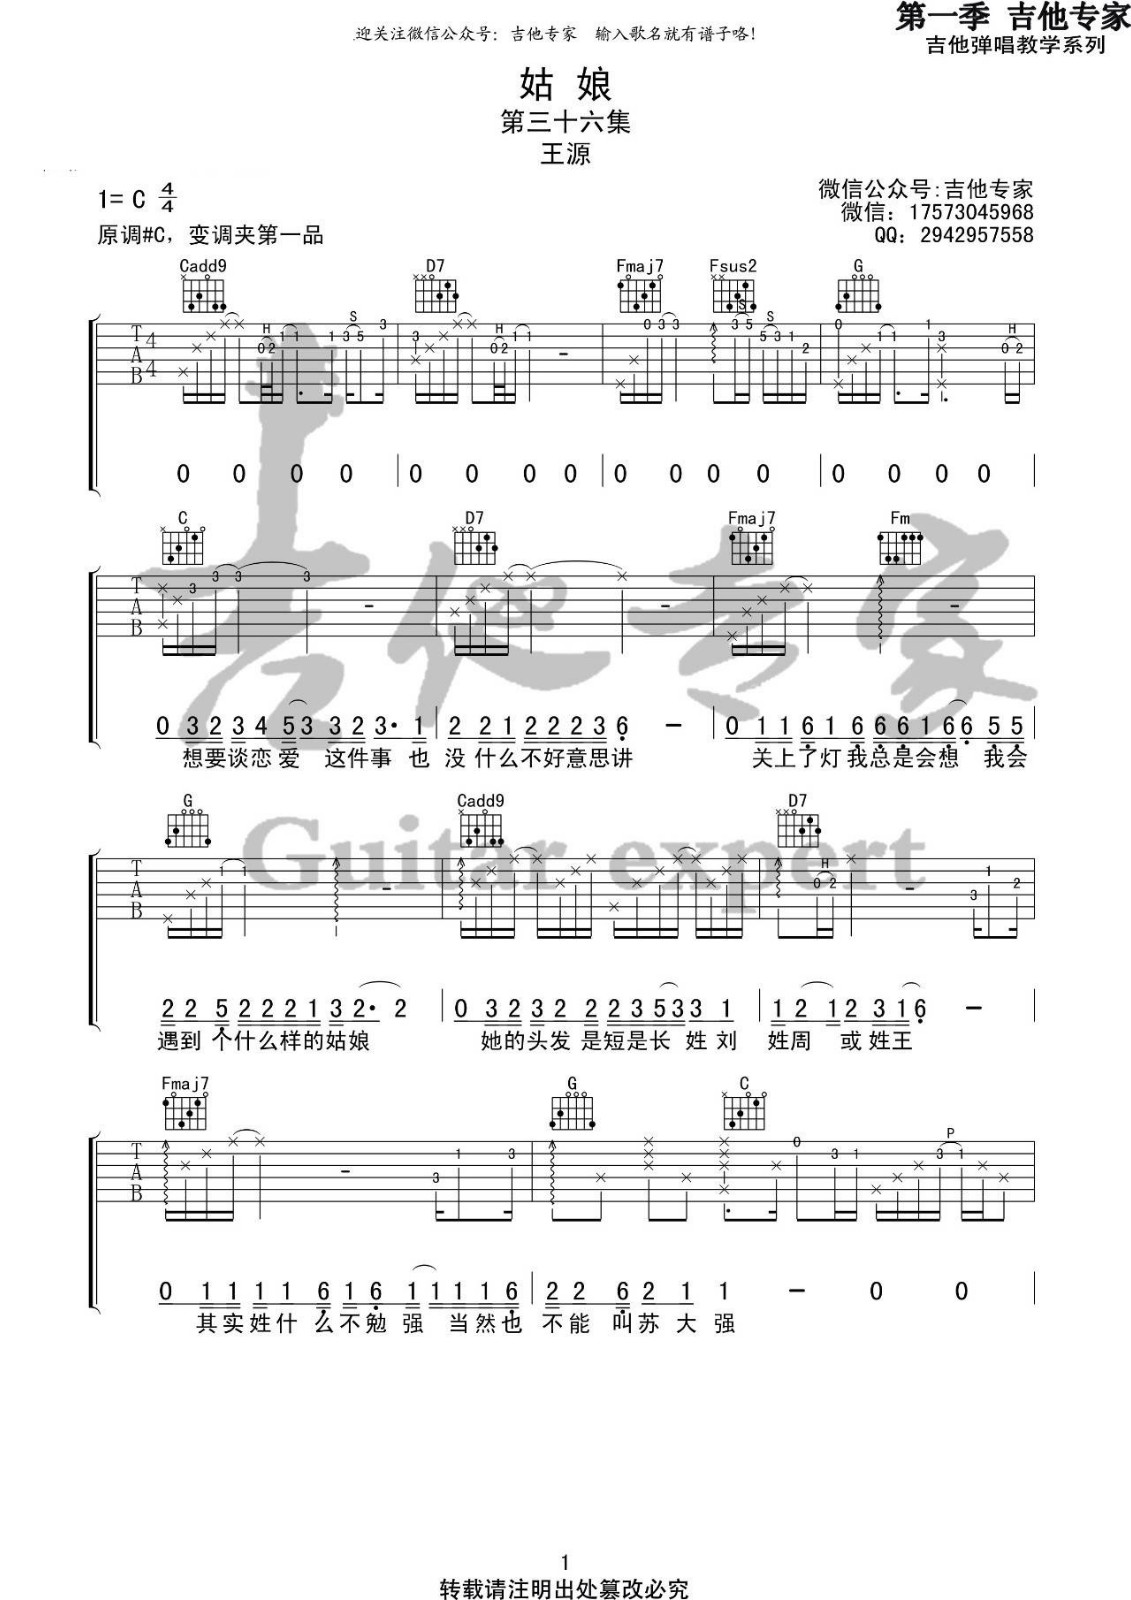 迎关注微信公众号：吉他专家　输入歌名就有谱子咯！
第一季 吉他专家
吉他弹唱教学系列
姑 娘
第三十六集
王源
1= C 4/4
原调#C，变调夹第一品
微信公众号:吉他专家
微信：17573045968
QQ：2942957558
Cadd9 D7 Fmaj7 Fsus2 G
0 0 0 0 0 0 0 0 0 0 0 0 0 0 0 0
C D7 Fmaj7 Fm
0 3 2 3 4 5 3 3 2 3· 1 2 2 1 2 2 2 3 6 － 0 1 1 6 1 6 6 6 1 6 6 5 5
想要谈恋爱 这件事 也 没什么不好意思讲 关上了灯我总是会想 我会
G Cadd9 D7
2 2 5 2 2 2 1 3 2· 2 0 3 2 3 2 2 2 3 5 3 3 1 1 2 1 2 3 1 6 －
遇到 个什么样的姑娘 她的头发 是短是长 姓刘 姓周 或姓王
Fmaj7 G C
0 1 1 1 1 6 1 6 1 1 1 1 6 2 2 6 2 1 1 － 0 0
其实姓什么不勉强 当然也 不能 叫苏大强
吉他专家
Guitar expert
1
转载请注明出处篡改必究